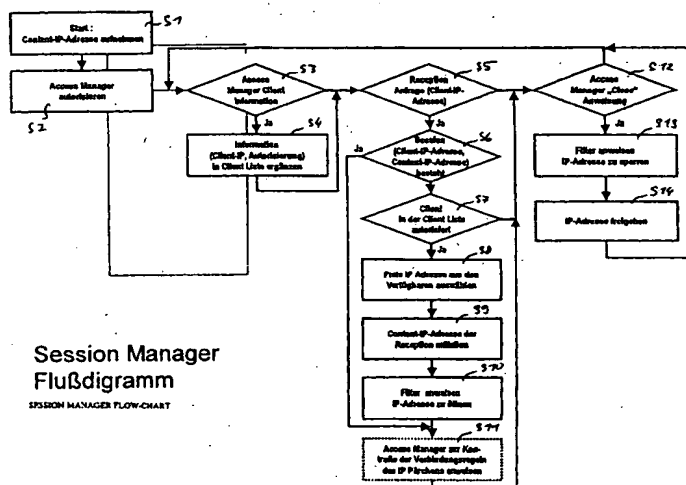 S1
Start :
Content-IP-Adresse aufnehmen
Access Manager
autorisieren
S2
S3
Access
Manager Client
Information
Ja
S4
Information
(Client-IP, Autorisierung)
in Client Liste ergänzen
S5
Reception
Anfrage (Client-IP-
Adresse)
Ja
S6
Session
(Client-IP-Adresse,
Content-IP-Adresse)
besteht
Ja
S7
Client
in der Client Liste
autorisiert
Ja
S8
Freie IP Adresse aus den
Verfügbaren auswählen
S9
Content-IP-Adresse der
Reception mitteilen
S10
Filter anweisen
IP-Adresse zu öffnen
S11
Access Manager zur Kon-
trolle der Verbindungsregeln
des IP Pärchens anweisen
S12
Access
Manager „Close"
Anweisung
Ja
S13
Filter anweisen
IP-Adresse zu sperren
S14
IP-Adresse freigeben
Session Manager
Flußdigramm
SESSION MANAGER FLOW-CHART